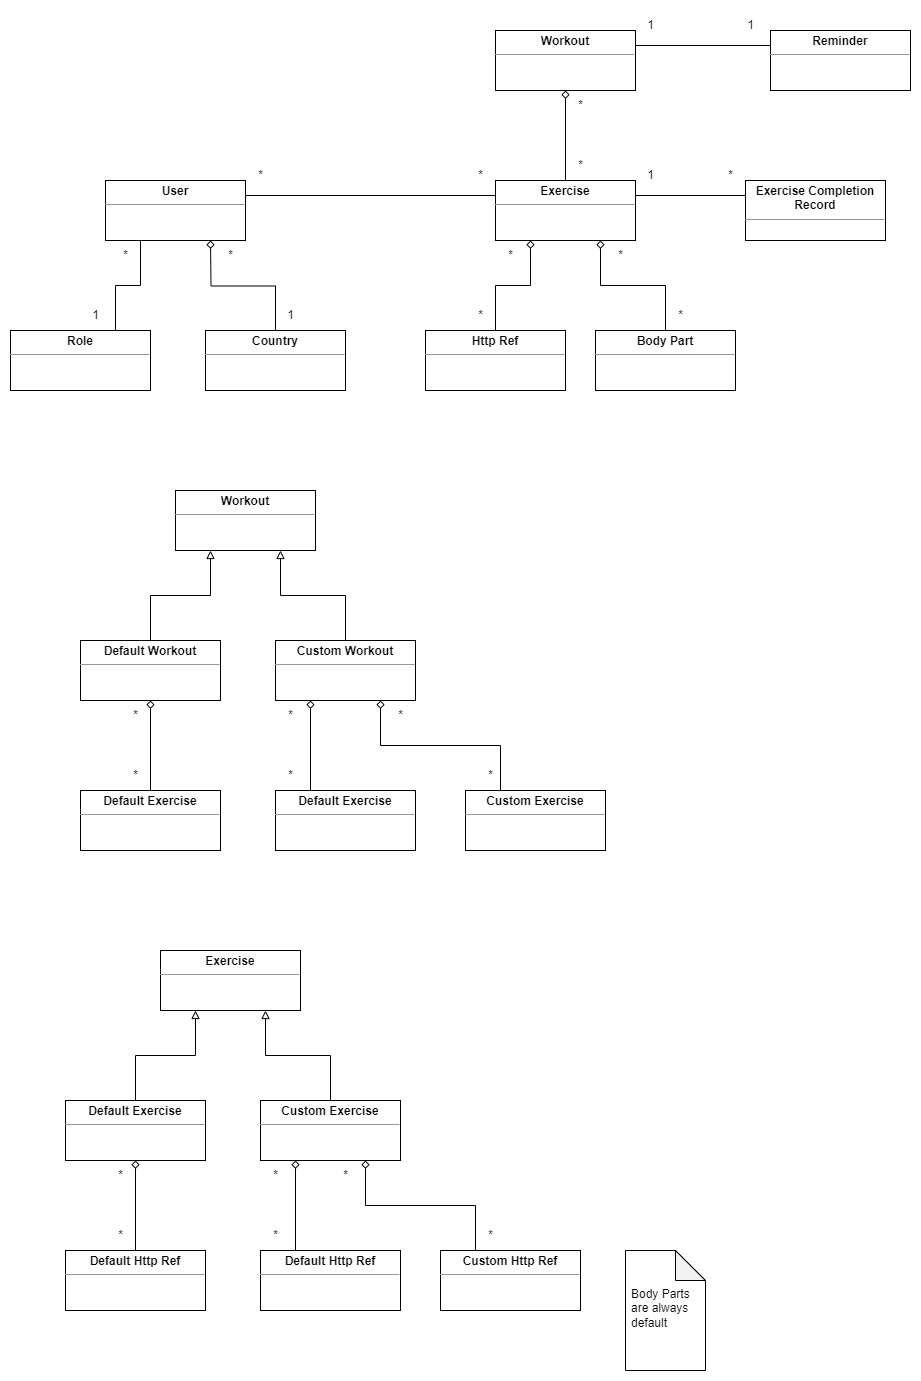 1 1
Workout Reminder
*
*
* * 1 *
User Exercise Exercise Completion
Record
* * * *
1 1 * *
Role Country Http Ref Body Part
Workout
Default Workout Custom Workout
* * *
* * *
Default Exercise Default Exercise Custom Exercise
Exercise
Default Exercise Custom Exercise
* * *
* * *
Default Http Ref Default Http Ref Custom Http Ref
Body Parts
are always
default